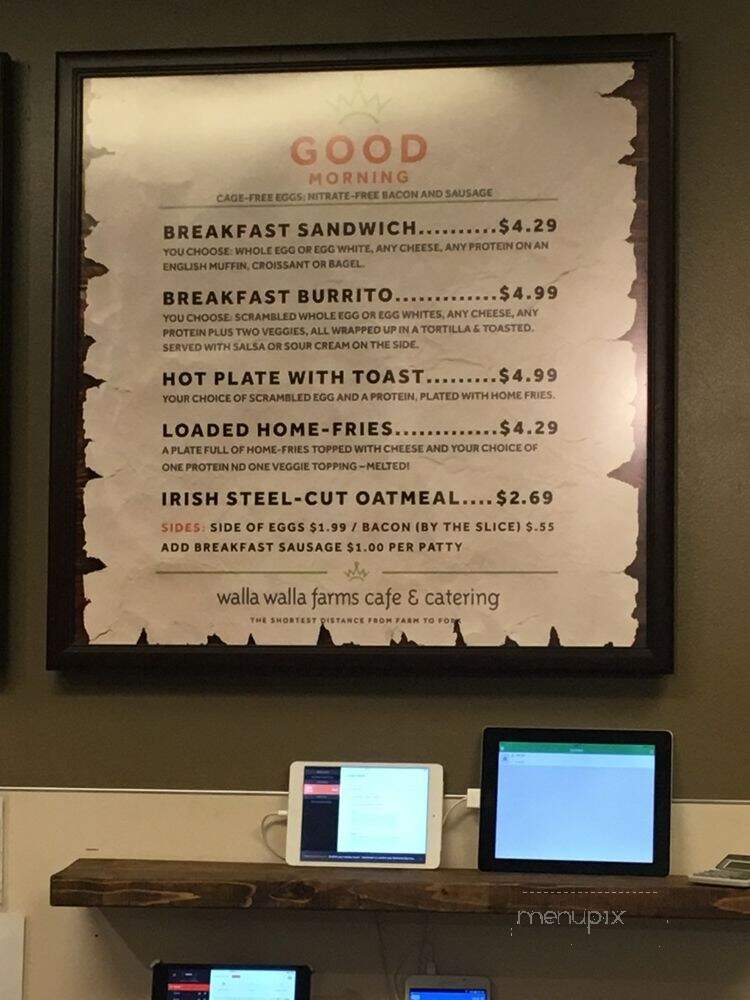 GOOD
MORNING
CAGE-FREE EGGS: NITRATE-FREE BACON AND SAUSAGE
BREAKFAST SANDWICH..........$4.29
YOU CHOOSE: WHOLE EGG OR EGG WHITE, ANY CHEESE, ANY PROTEIN ON AN
ENGLISH MUFFIN, CROISSANT OR BAGEL.
BREAKFAST BURRITO.............$4.99
YOU CHOOSE: SCRAMBLED WHOLE EGG OR EGG WHITES, ANY CHEESE, ANY
PROTEIN PLUS TWO VEGGIES, ALL WRAPPED UP IN A TORTILLA & TOASTED.
SERVED WITH SALSA OR SOUR CREAM ON THE SIDE.
HOT PLATE WITH TOAST.........$4.99
YOUR CHOICE OF SCRAMBLED EGG AND A PROTEIN, PLATED WITH HOME FRIES.
LOADED HOME-FRIES.............$4.29
A PLATE FULL OF HOME-FRIES TOPPED WITH CHEESE AND YOUR CHOICE OF
ONE PROTEIN ND ONE VEGGIE TOPPING – MELTED!
IRISH STEEL-CUT OATMEAL....$2.69
SIDES: SIDE OF EGGS $1.99 / BACON (BY THE SLICE) $.55
ADD BREAKFAST SAUSAGE $1.00 PER PATTY
walla walla farms cafe & catering
THE SHORTEST DISTANCE FROM FARM TO FORK
menupix